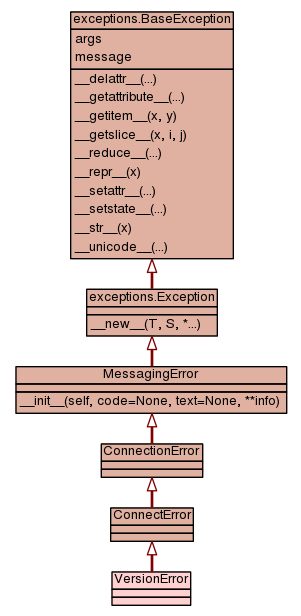 exceptions.BaseException
args
message
__delattr__(...)
__getattribute__(...)
__getitem__(x, y)
__getslice__(x, i, j)
__reduce__(...)
__repr__(x)
__setattr__(...)
__setstate__(...)
__str__(x)
__unicode__(...)
exceptions.Exception
__new__(T, S, *...)
MessagingError
__init__(self, code=None, text=None, **info)
ConnectionError
ConnectError
VersionError